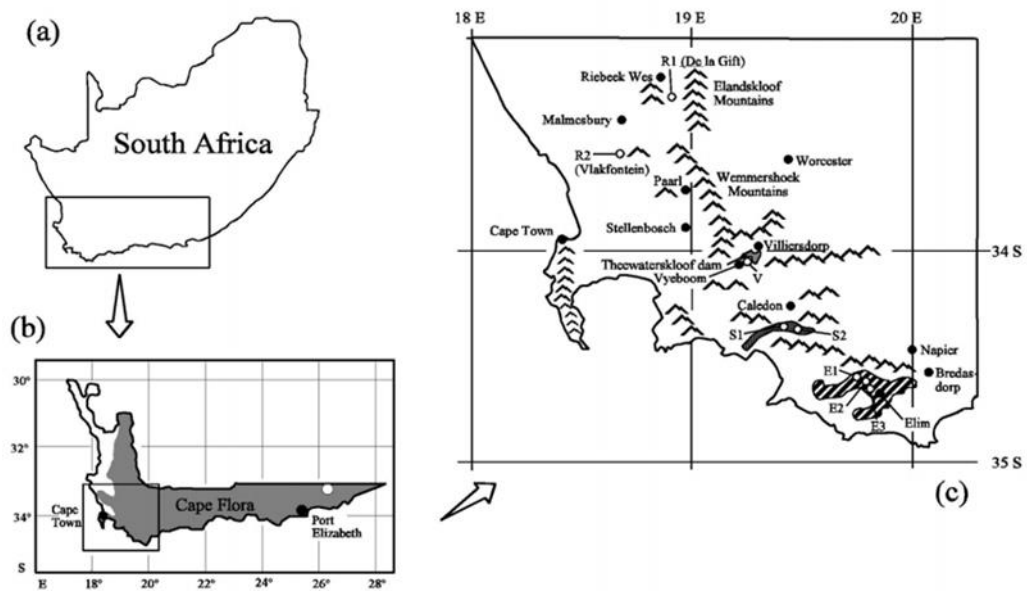 (a)
South Africa
(b)
30°
32°
34°
S
E
18°
20°
22°
24°
26°
28°
Cape Flora
Cape
Town
Port
Elizabeth
18 E
19 E
20 E
R1 (De la Gift)
Riebeek Wes
Elandskloof
Mountains
Malmesbury
R2
(Vlakfontein)
Worcester
Paarl
Wemmershoek
Mountains
Stellenbosch
Cape Town
Villiersdorp
34°S
Theewaterskloof dam
Vyeboom
V
Caledon
S1
S2
Napier
E1
Bredas-
dorp
E2
E3
Elim
35S
(c)